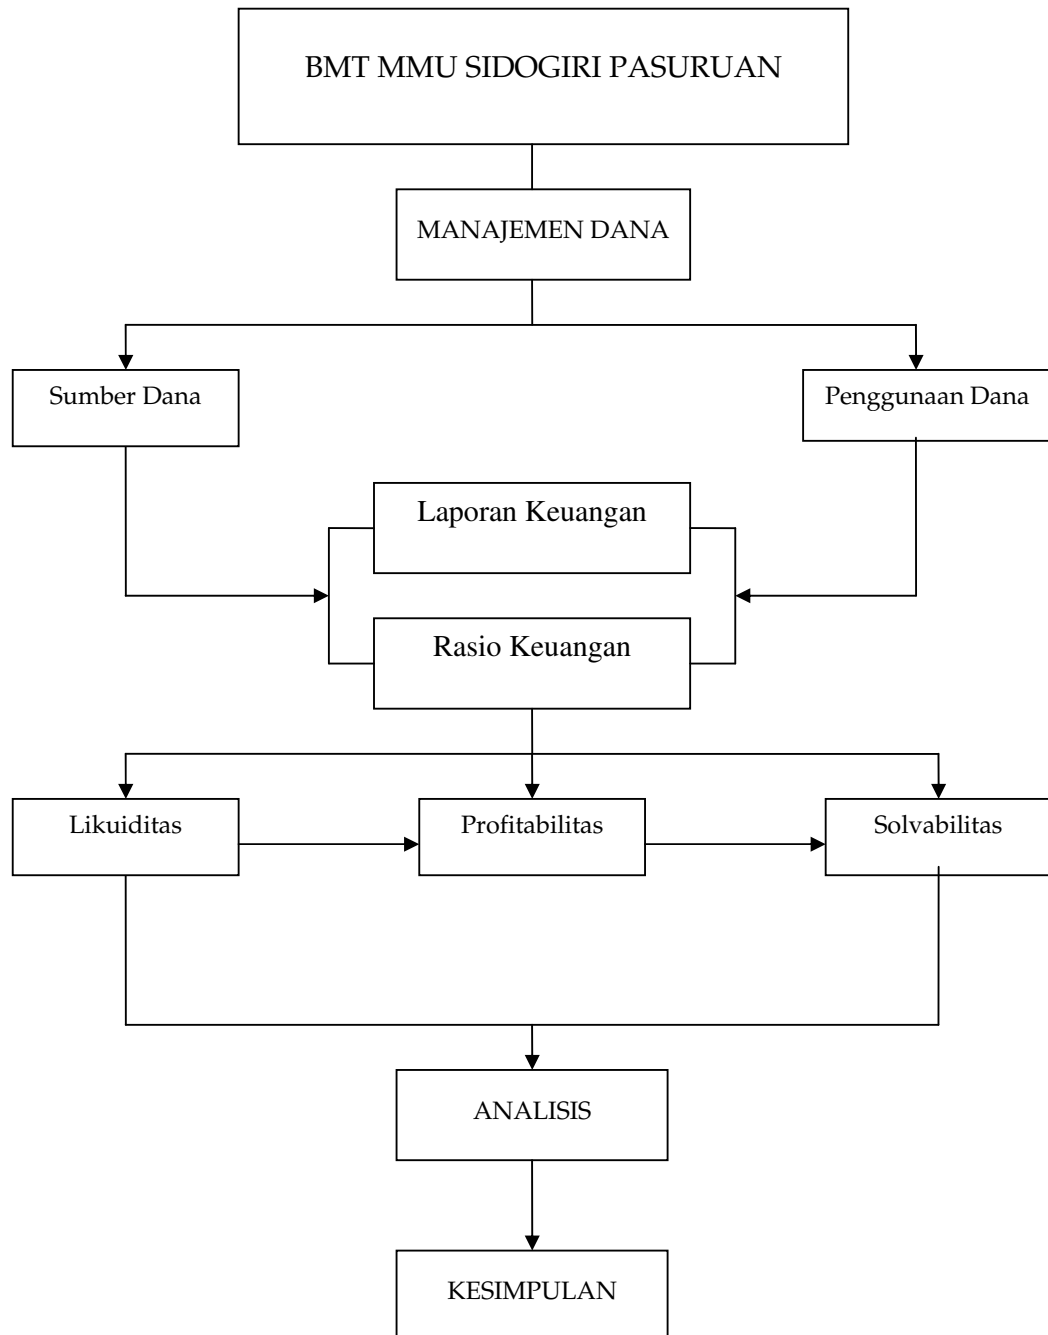 BMT MMU SIDOGIRI PASURUAN
MANAJEMEN DANA
Sumber Dana
Penggunaan Dana
Laporan Keuangan
Rasio Keuangan
Likuiditas
Profitabilitas
Solvabilitas
ANALISIS
KESIMPULAN